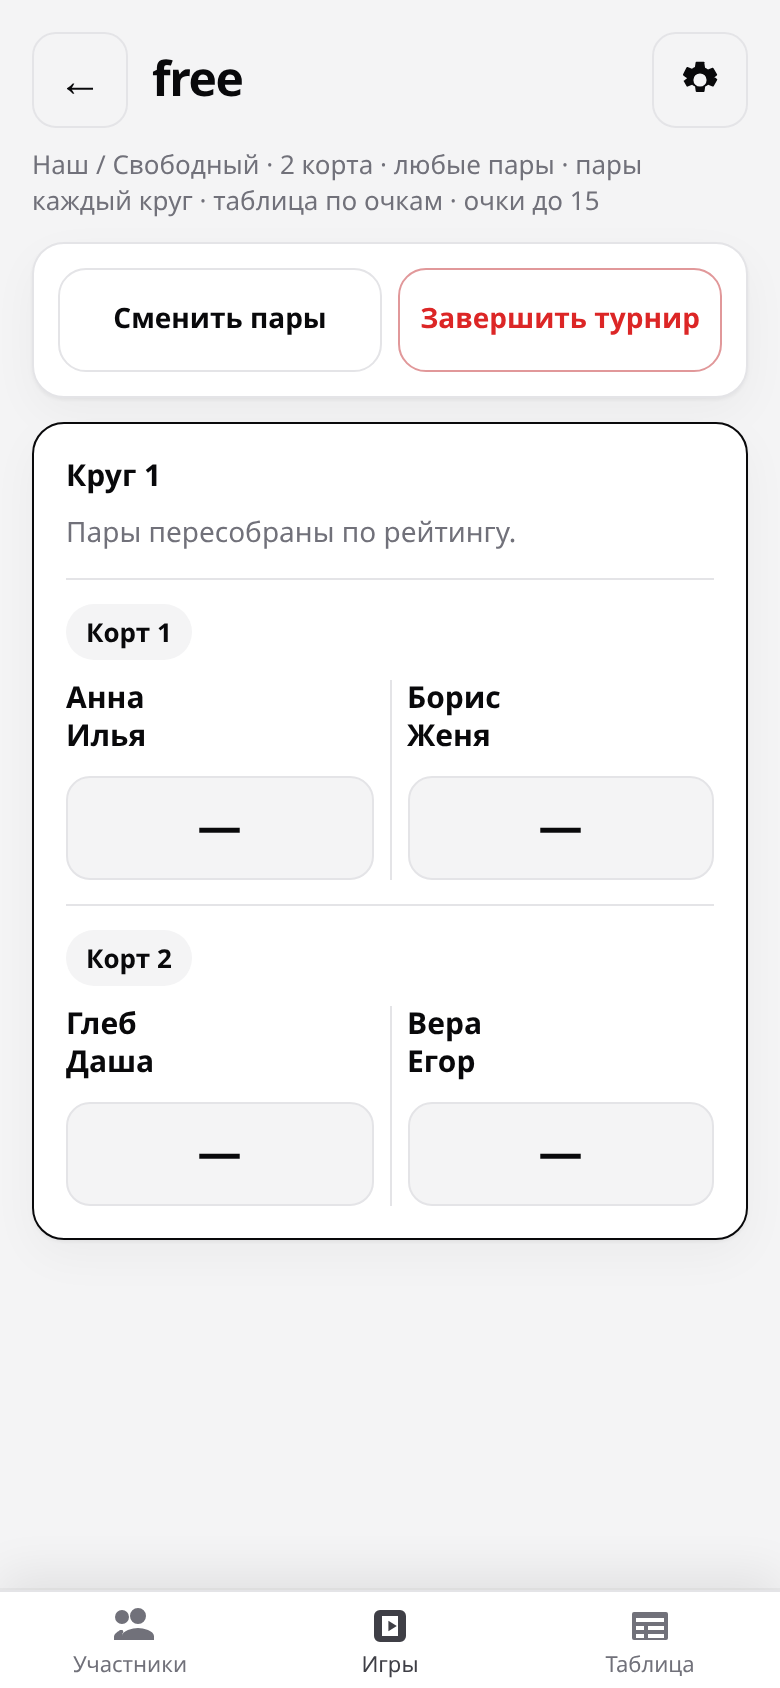 ← free
Наш / Свободный · 2 корта · любые пары · пары
каждый круг · таблица по очкам · очки до 15
Сменить пары
Завершить турнир
Круг 1
Пары пересобраны по рейтингу.
Корт 1
Анна
Илья
—
Борис
Женя
—
Корт 2
Глеб
Даша
—
Вера
Егор
—
Участники
Игры
Таблица